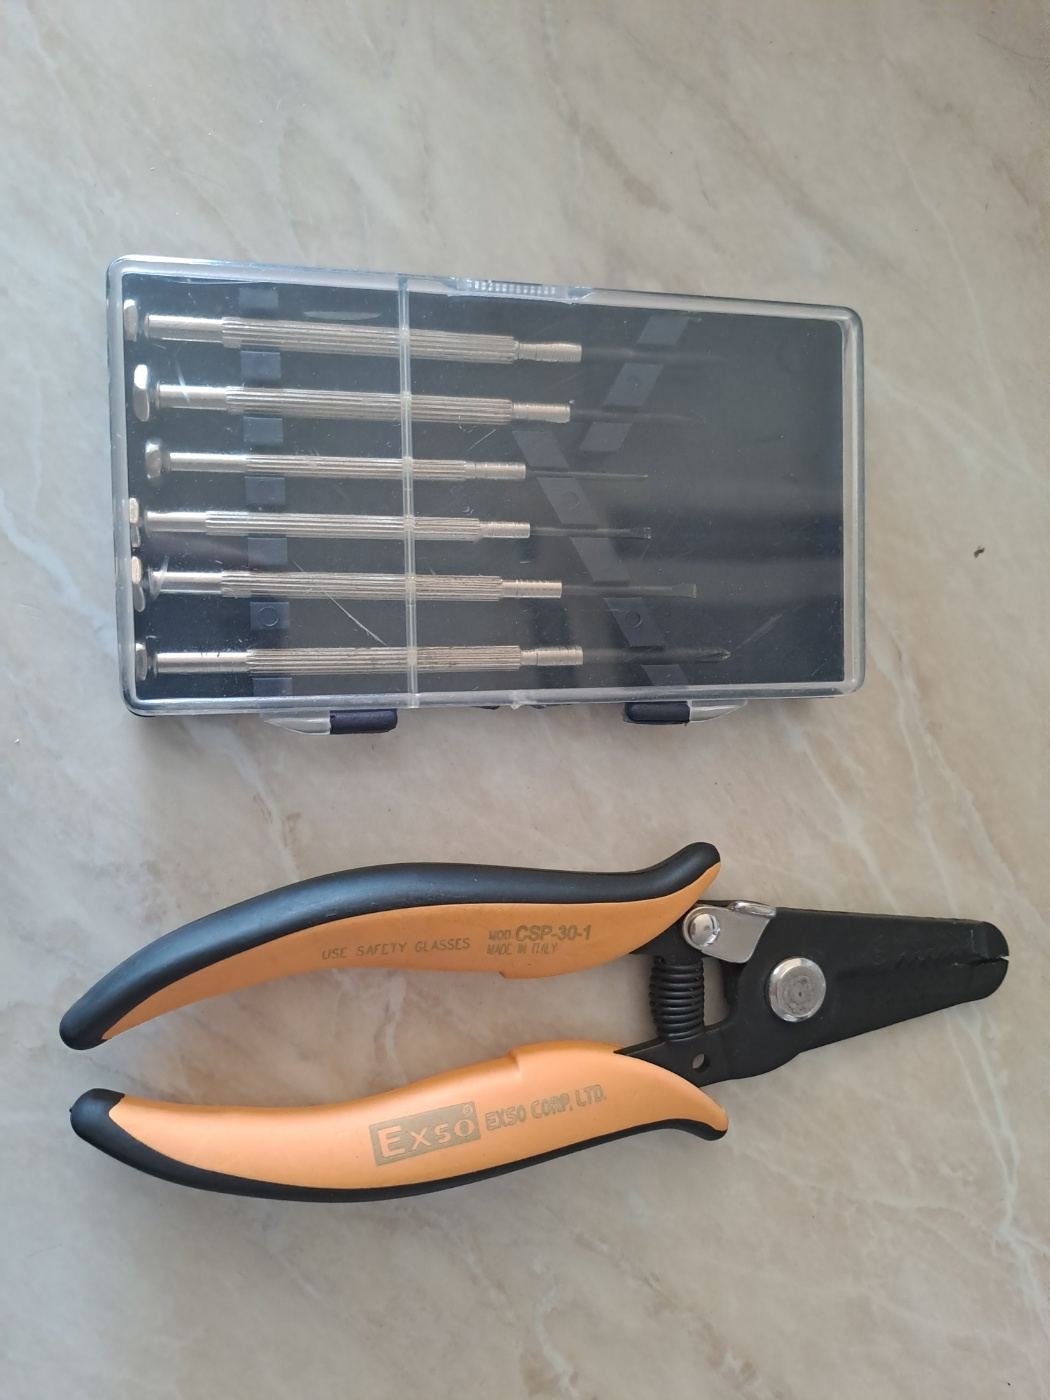 USE SAFETY GLASSES
MOD. CSP-30-1
MADE IN ITALY
EXSO®
EXSO CORP. LTD.